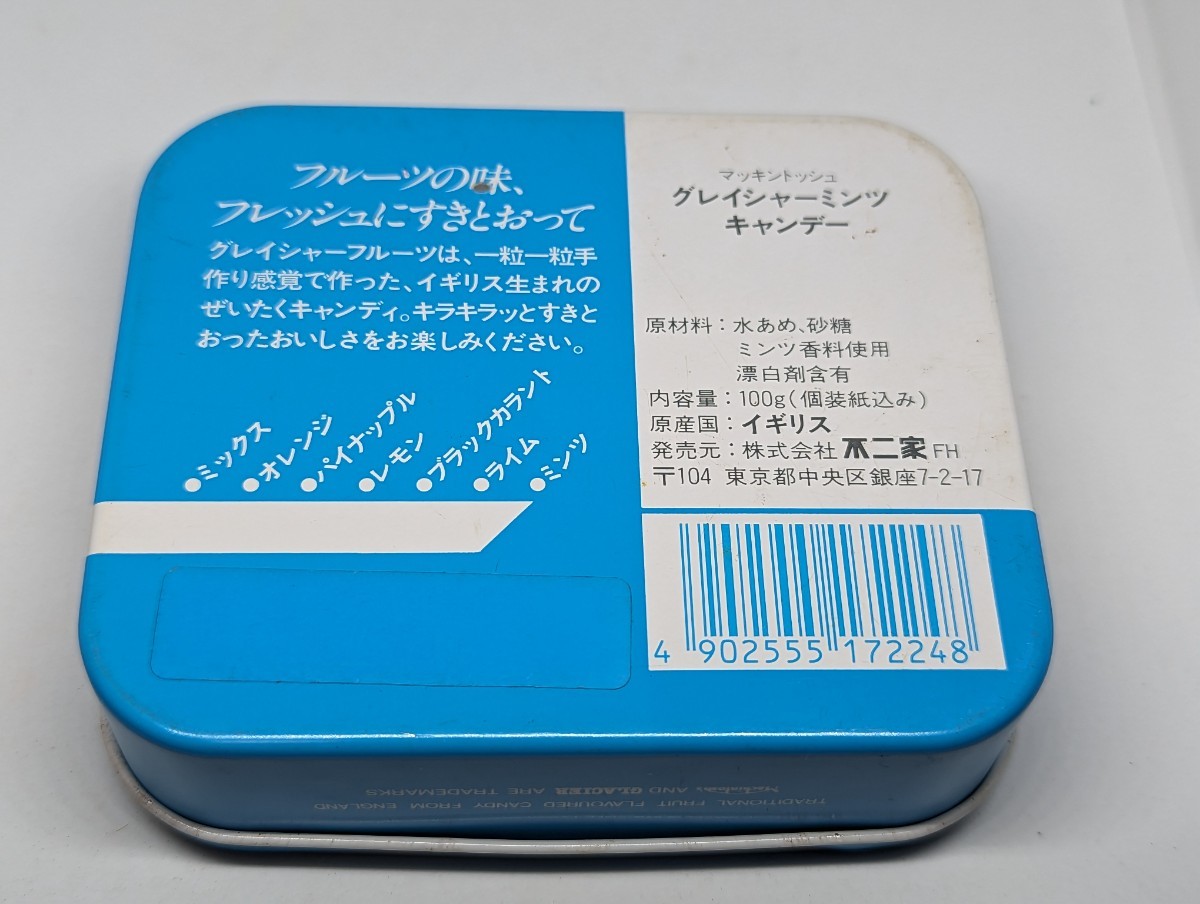 フルーツの味、
フレッシュにすきとおって
グレイシャーフルーツは、一粒一粒手
作り感覚で作った、イギリス生まれの
ぜいたくキャンディ。キラキラッとすきと
おったおいしさをお楽しみください。
●ミックス
●オレンジ
●パイナップル
●レモン
●ブラックカラント
●ライム
●ミンツ
マッキントッシュ
グレイシャーミンツ
キャンデー
原材料：水あめ、砂糖
ミンツ香料使用
漂白剤含有
内容量：100g(個装紙込み)
原産国：イギリス
発売元：株式会社不二家FH
〒104 東京都中央区銀座7-2-17
4 902555 172248
TRADITIONAL FRUIT FLAVOURED CANDY FROM ENGLAND
Mackintosh's AND GLACIER ARE TRADEMARKS